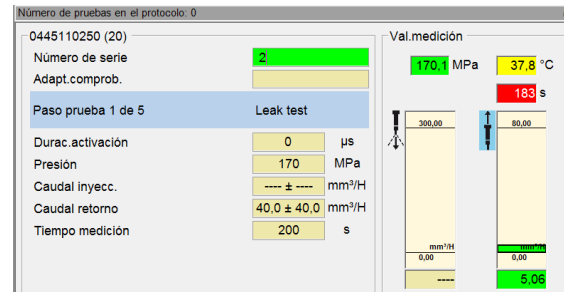 Número de pruebas en el protocolo: 0
0445110250 (20)
Número de serie 2
Adapt.comprob.
Paso prueba 1 de 5 Leak test
Durac.activación 0 µs
Presión 170 MPa
Caudal inyecc. ---- ± ---- mm³/H
Caudal retorno 40,0 ± 40,0 mm³/H
Tiempo medición 200 s
Val.medición
170,1 MPa 37,8 °C
183 s
300,00 80,00
mm³/H mm³/H
0,00 0,00
---- 5,06